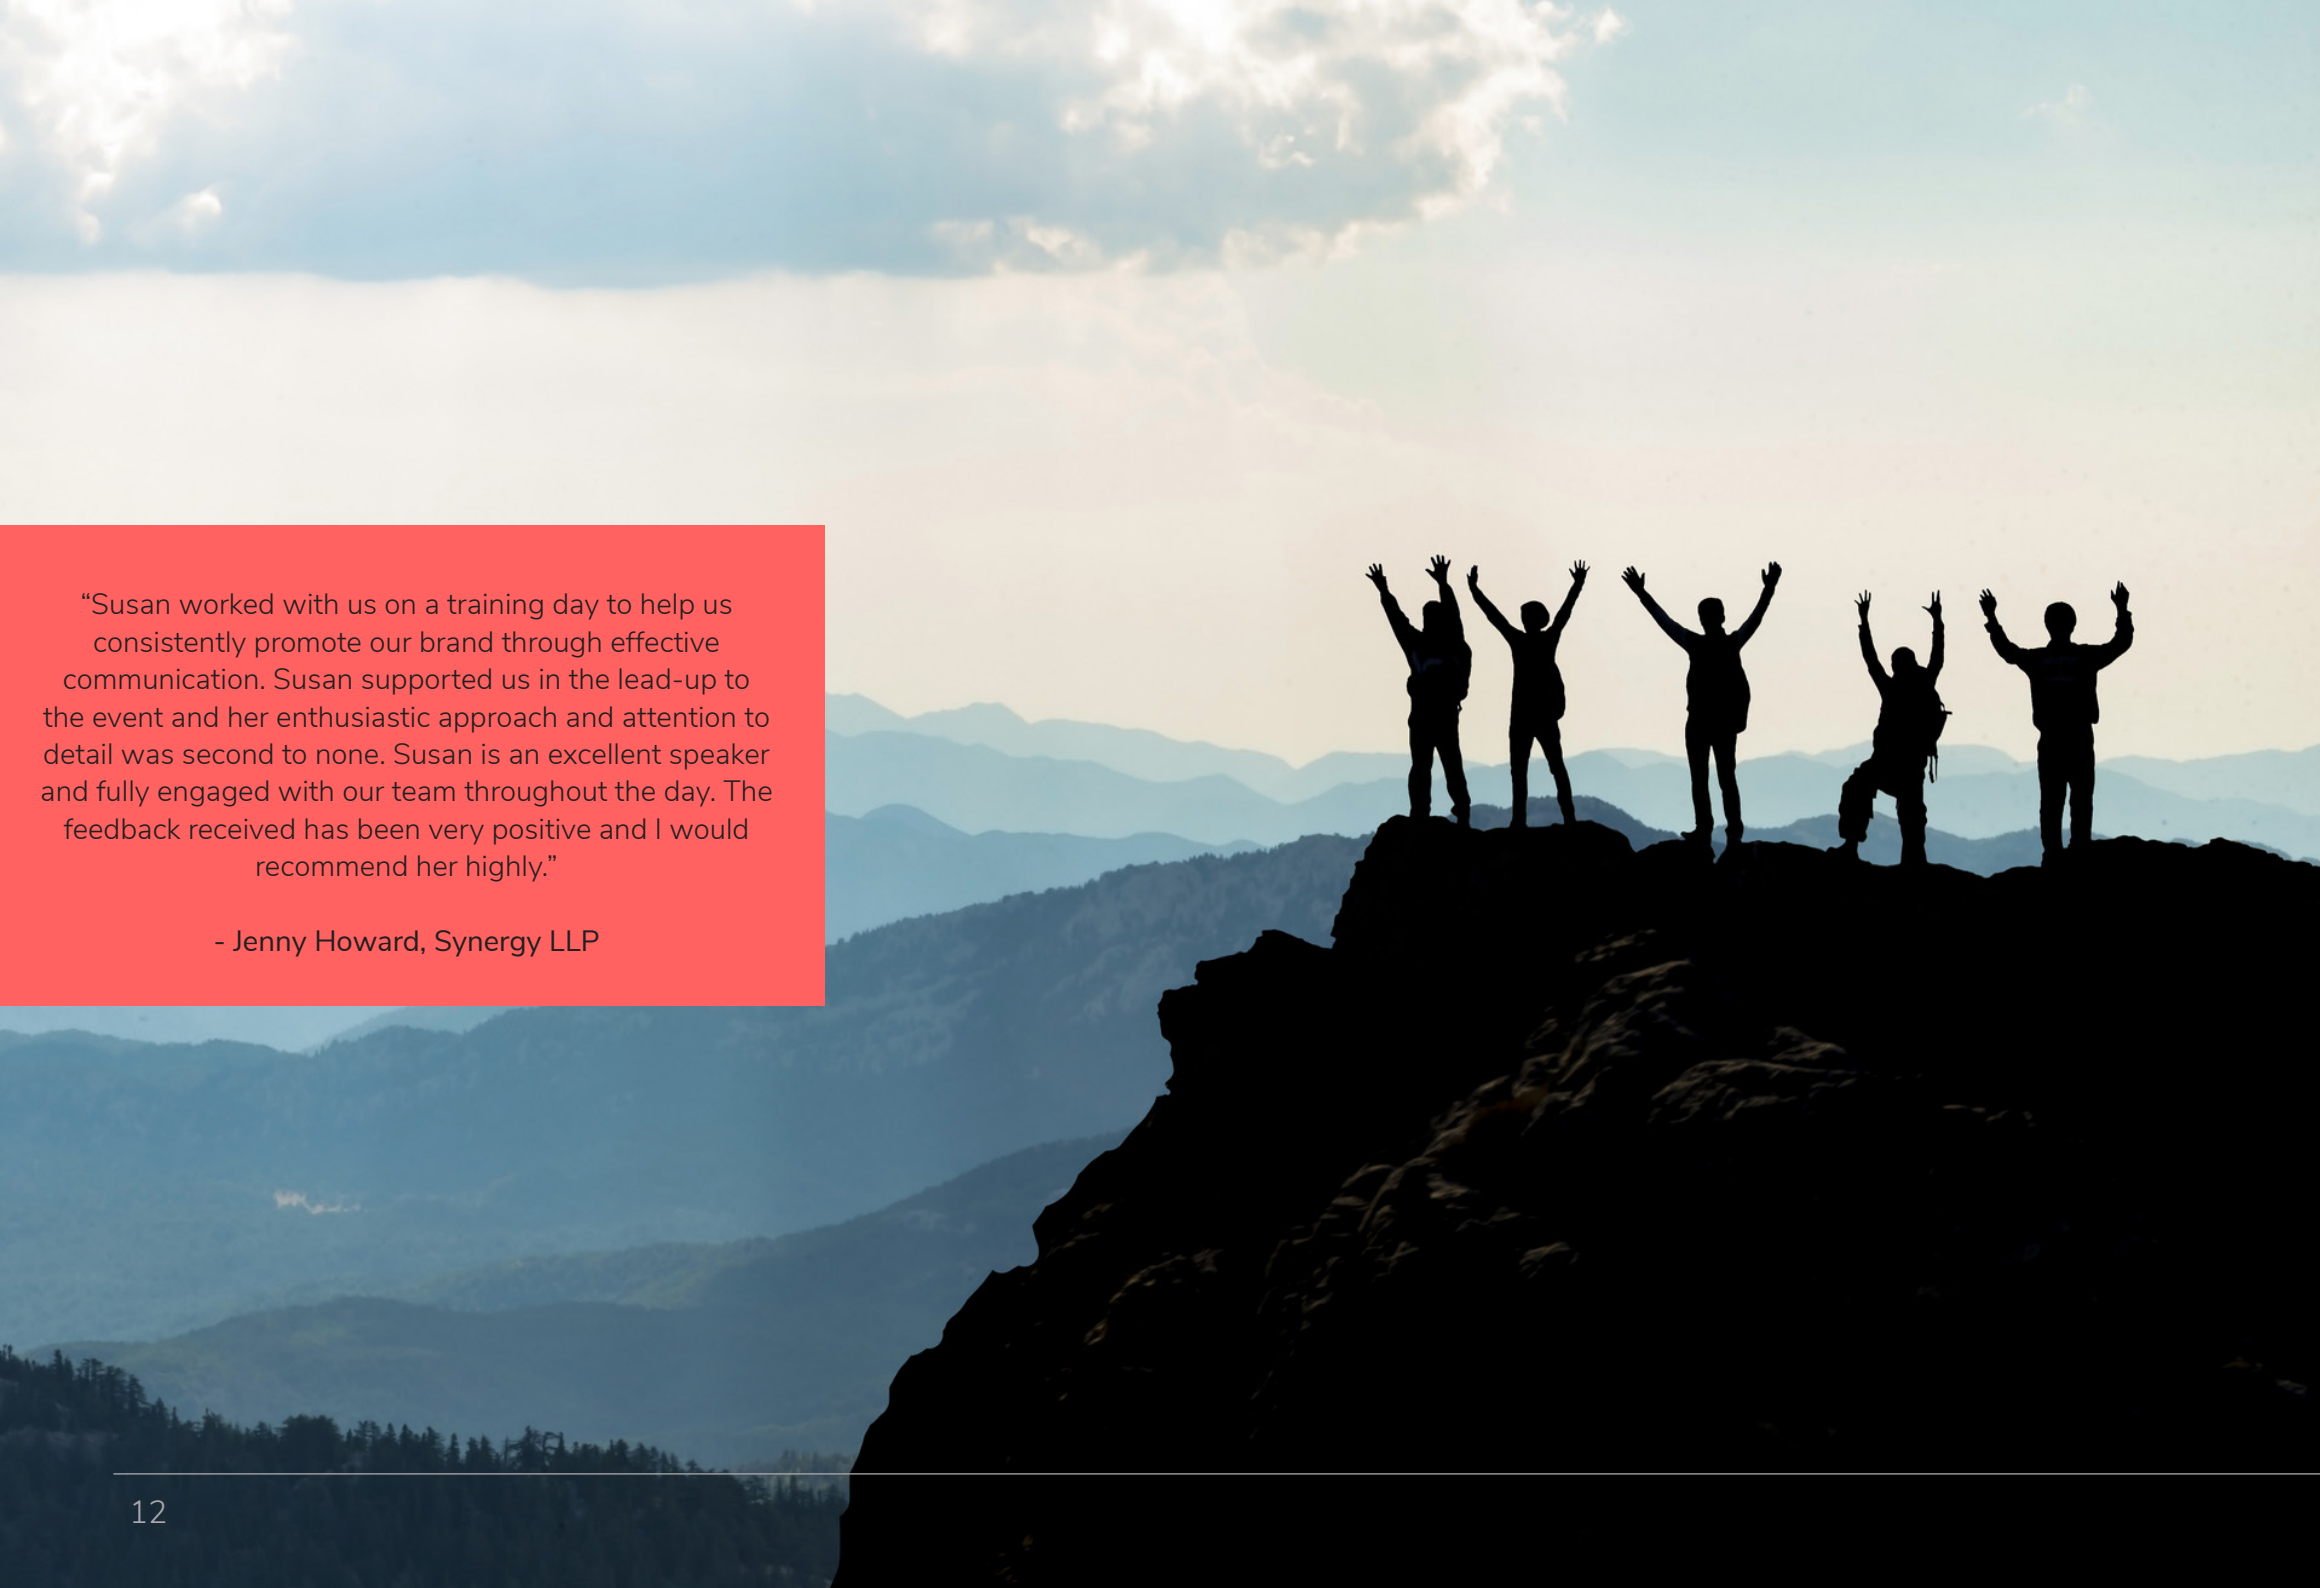 “Susan worked with us on a training day to help us
consistently promote our brand through effective
communication. Susan supported us in the lead-up to
the event and her enthusiastic approach and attention to
detail was second to none. Susan is an excellent speaker
and fully engaged with our team throughout the day. The
feedback received has been very positive and I would
recommend her highly.”
- Jenny Howard, Synergy LLP
12